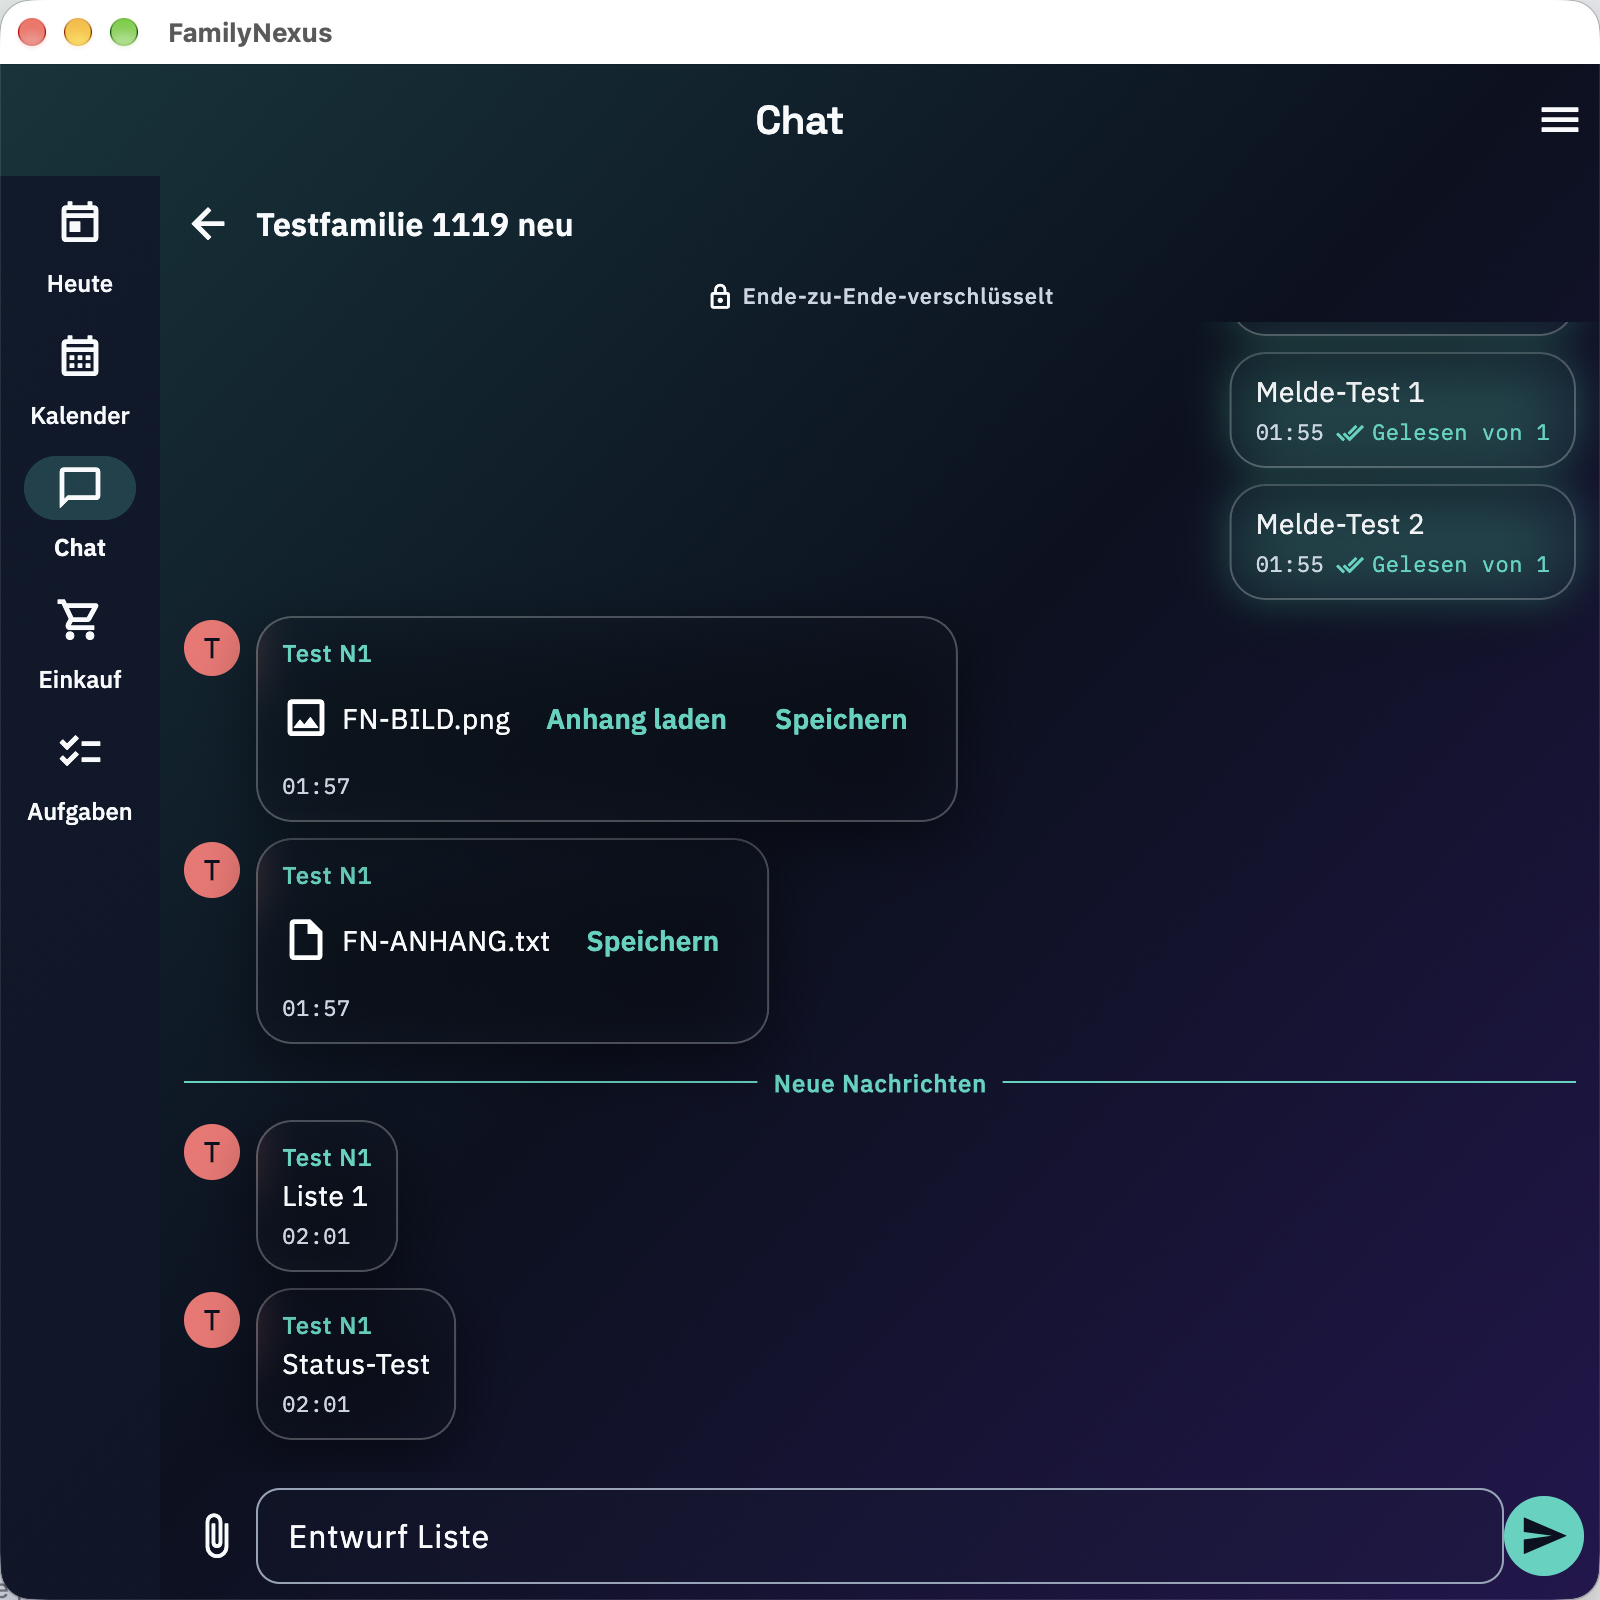 FamilyNexus
Chat
Heute
Kalender
Chat
Einkauf
Aufgaben
Testfamilie 1119 neu
Ende-zu-Ende-verschlüsselt
Melde-Test 1
01:55 Gelesen von 1
Melde-Test 2
01:55 Gelesen von 1
T
Test N1
FN-BILD.png Anhang laden Speichern
01:57
T
Test N1
FN-ANHANG.txt Speichern
01:57
Neue Nachrichten
T
Test N1
Liste 1
02:01
T
Test N1
Status-Test
02:01
Entwurf Liste